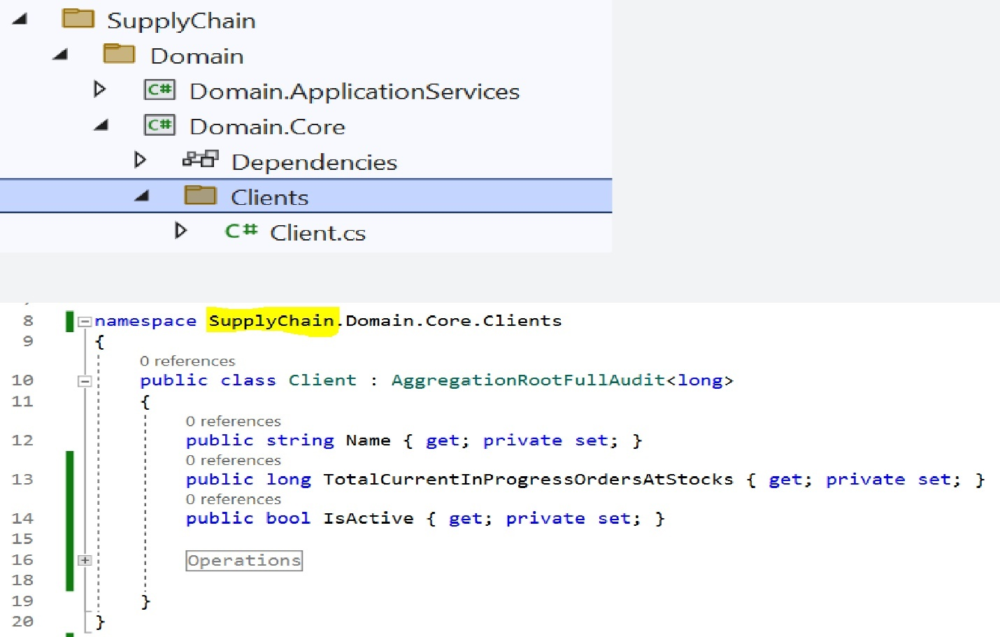 SupplyChain
Domain
C# Domain.ApplicationServices
C# Domain.Core
Dependencies
Clients
C# Client.cs
8 namespace SupplyChain.Domain.Core.Clients
9 {
0 references
10 public class Client : AggregationRootFullAudit<long>
11 {
0 references
12 public string Name { get; private set; }
0 references
13 public long TotalCurrentInProgressOrdersAtStocks { get; private set; }
0 references
14 public bool IsActive { get; private set; }
15
16 Operations
18
19 }
20 }